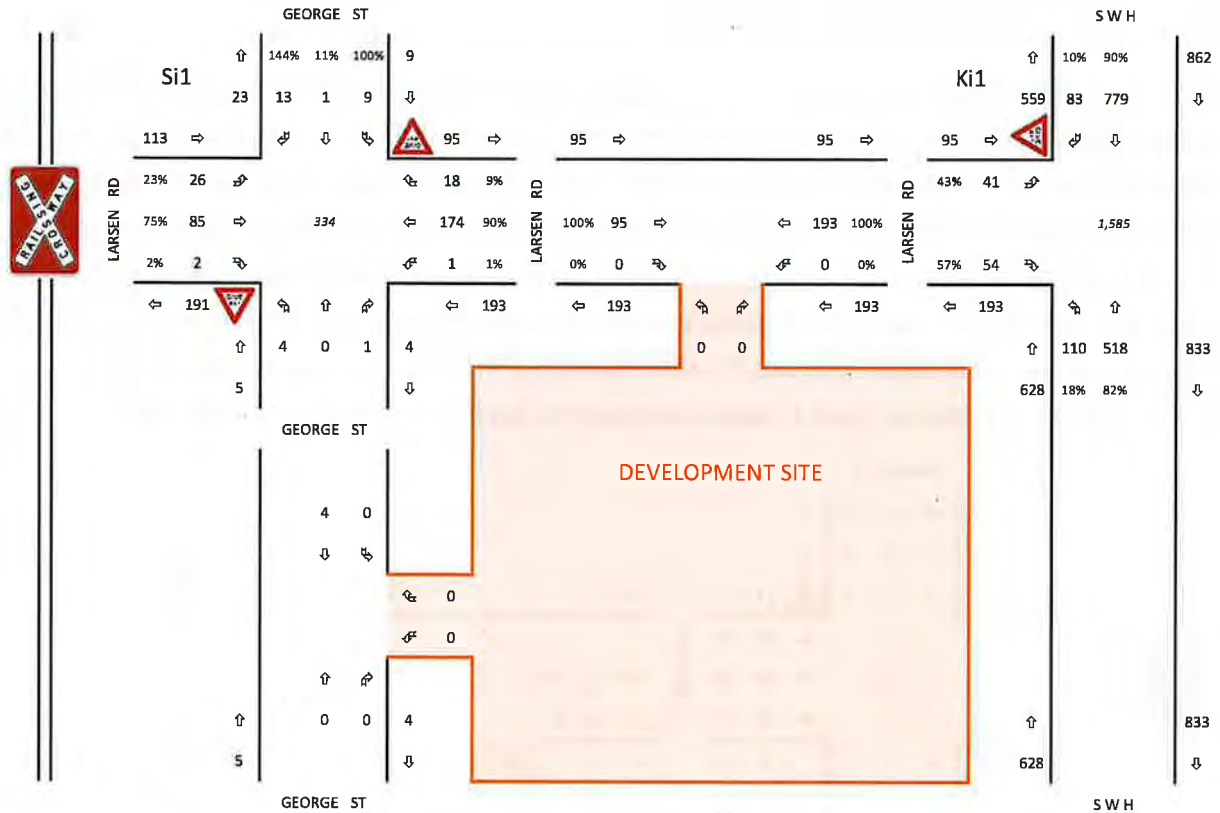 GEORGE ST
S W H
⇧ 144% 11% 100% 9
⇧ 10% 90% 862
Si1
Ki1
23 13 1 9 ⇩
559 83 779 ⇩
113 ⇨
95 ⇨
95 ⇨
95 ⇨
95 ⇨
RAILWAY
CROSSING
LARSEN RD
23% 26
18 9%
43% 41
75% 85 ⇨ 334 ⇦ 174 90%
LARSEN RD
100% 95 ⇨
⇦ 193 100%
LARSEN RD
1,585
2% 2
1 1%
0% 0
0 0%
57% 54
⇦ 191
GIVE WAY
⇦ 193
⇦ 193
⇦ 193
⇦ 193
⇧ 4 0 1 4
0 0
⇧ 110 518 833
5 ⇩
628 18% 82% ⇩
GEORGE ST
DEVELOPMENT SITE
4 0
0
0
⇧ 0 0 4
⇧ 833
5 ⇩
628 ⇩
GEORGE ST
S W H